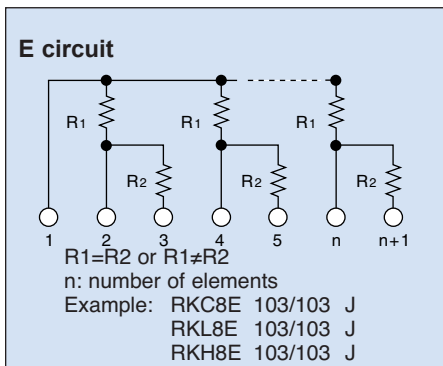 E circuit
R1 R1 R1
R2 R2 R2
1 2 3 4 5 n n+1
R1=R2 or R1≠R2
n: number of elements
Example: RKC8E 103/103 J
RKL8E 103/103 J
RKH8E 103/103 J